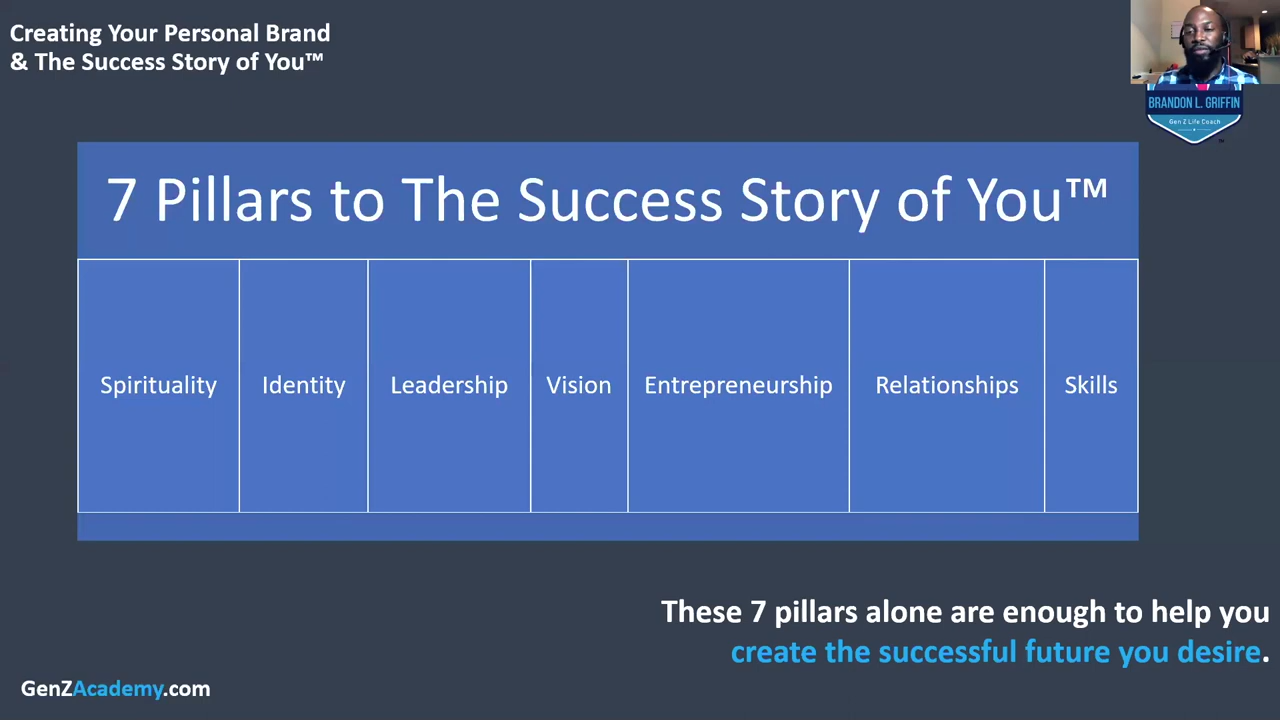 Creating Your Personal Brand
& The Success Story of You™
BRANDON L. GRIFFIN
Gen Z Life Coach
7 Pillars to The Success Story of You™
Spirituality
Identity
Leadership
Vision
Entrepreneurship
Relationships
Skills
These 7 pillars alone are enough to help you
create the successful future you desire.
GenZAcademy.com